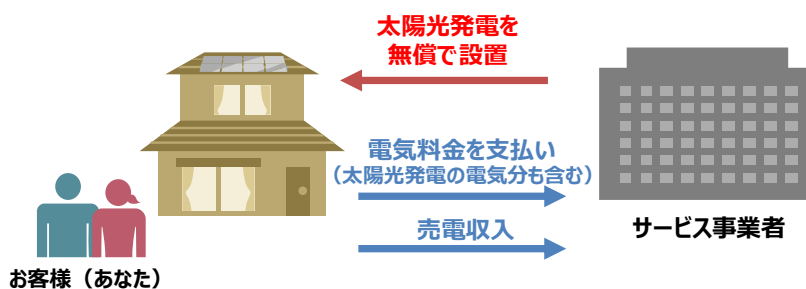 太陽光発電を
無償で設置
電気料金を支払い
（太陽光発電の電気分も含む）
売電収入
サービス事業者
お客様（あなた）